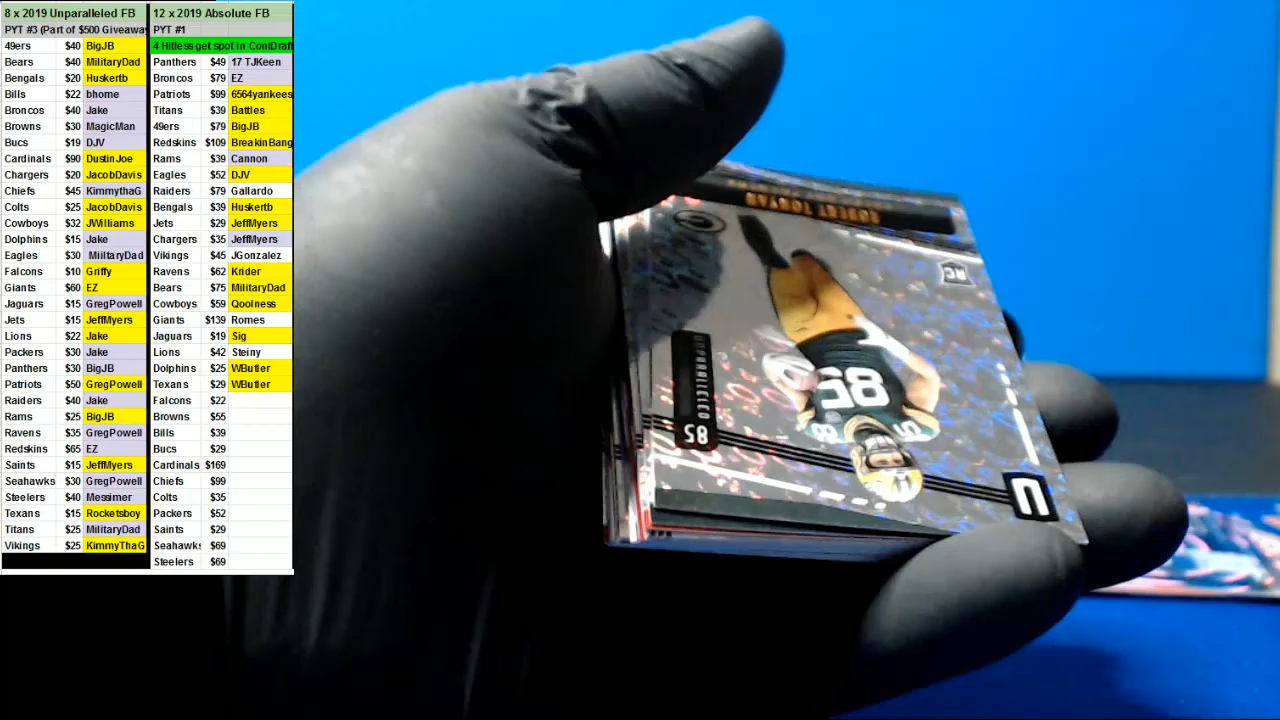 8 x 2019 Unparalleled FB
PYT #3 (Part of $500 Giveaway
49ers $40 BigJB
Bears $40 MilitaryDad
Bengals $20 Huskertb
Bills $22 bhome
Broncos $40 Jake
Browns $30 MagicMan
Bucs $19 DJV
Cardinals $90 DustinJoe
Chargers $20 JacobDavis
Chiefs $45 KimmythaG
Colts $25 JacobDavis
Cowboys $32 JWilliams
Dolphins $15 Jake
Eagles $30 MiiltaryDad
Falcons $10 Griffy
Giants $60 EZ
Jaguars $15 GregPowell
Jets $15 JeffMyers
Lions $22 Jake
Packers $30 Jake
Panthers $30 BigJB
Patriots $50 GregPowell
Raiders $40 Jake
Rams $25 BigJB
Ravens $35 GregPowell
Redskins $65 EZ
Saints $15 JeffMyers
Seahawks $30 GregPowell
Steelers $40 Messimer
Texans $15 Rocketsboy
Titans $25 MilitaryDad
Vikings $25 KimmyThaG
12 x 2019 Absolute FB
PYT #1
4 Hitless get spot in ContDraft
Panthers $49 17 TJKeen
Broncos $79 EZ
Patriots $99 6564yankees
Titans $39 Battles
49ers $79 BigJB
Redskins $109 BreakinBang
Rams $39 Cannon
Eagles $52 DJV
Raiders $79 Gallardo
Bengals $39 Huskertb
Jets $29 JeffMyers
Chargers $35 JeffMyers
Vikings $45 JGonzalez
Ravens $62 Krider
Bears $75 MilitaryDad
Cowboys $59 Qoolness
Giants $139 Romes
Jaguars $19 Sig
Lions $42 Steiny
Dolphins $25 WButler
Texans $29 WButler
Falcons $22
Browns $55
Bills $39
Bucs $29
Cardinals $169
Chiefs $99
Colts $35
Packers $52
Saints $29
Seahawks $69
Steelers $69
ROBERT TONYAN
RC
UNPARALLELED 85
85
U